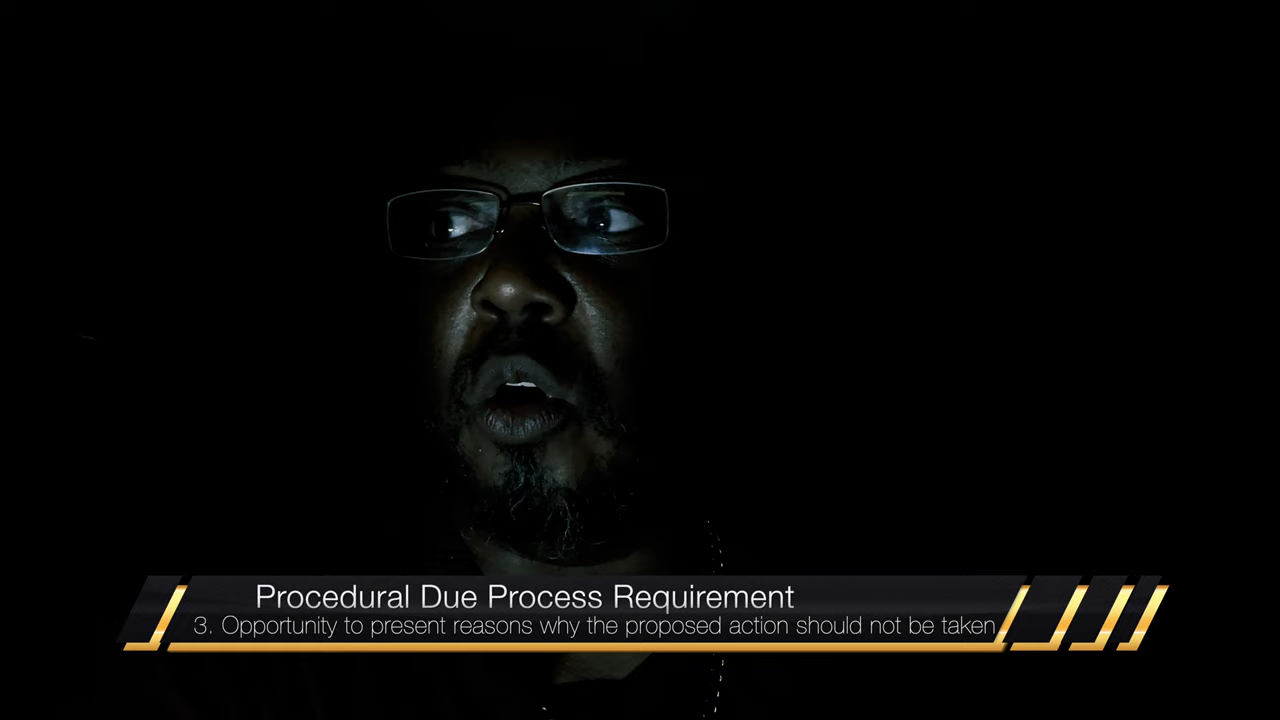 Procedural Due Process Requirement
3. Opportunity to present reasons why the proposed action should not be taken